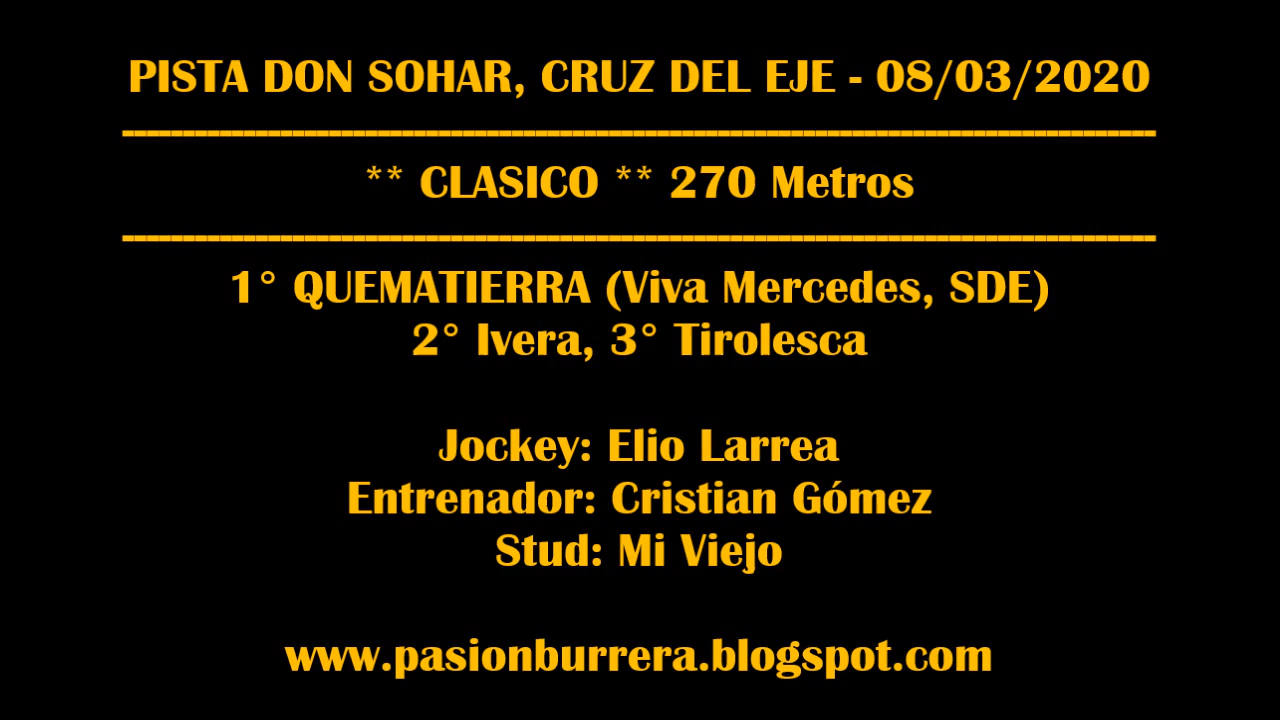 PISTA DON SOHAR, CRUZ DEL EJE - 08/03/2020
** CLASICO ** 270 Metros
1° QUEMATIERRA (Viva Mercedes, SDE)
2° Ivera, 3° Tirolesca
Jockey: Elio Larrea
Entrenador: Cristian Gómez
Stud: Mi Viejo
www.pasionburrera.blogspot.com